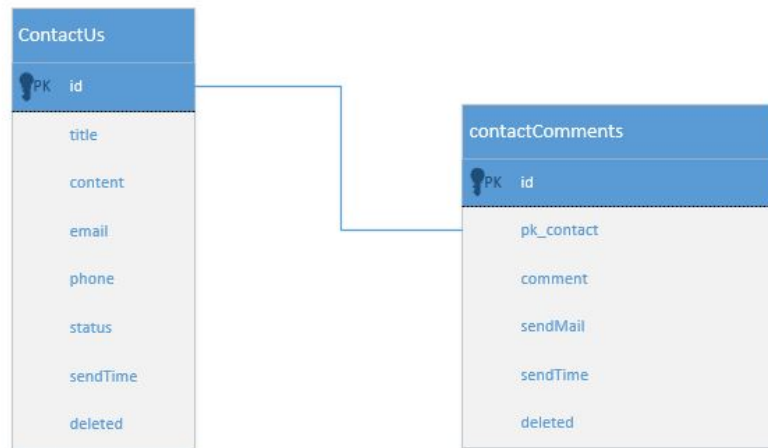 ContactUs
PK id
title
content
email
phone
status
sendTime
deleted
contactComments
PK id
pk_contact
comment
sendMail
sendTime
deleted